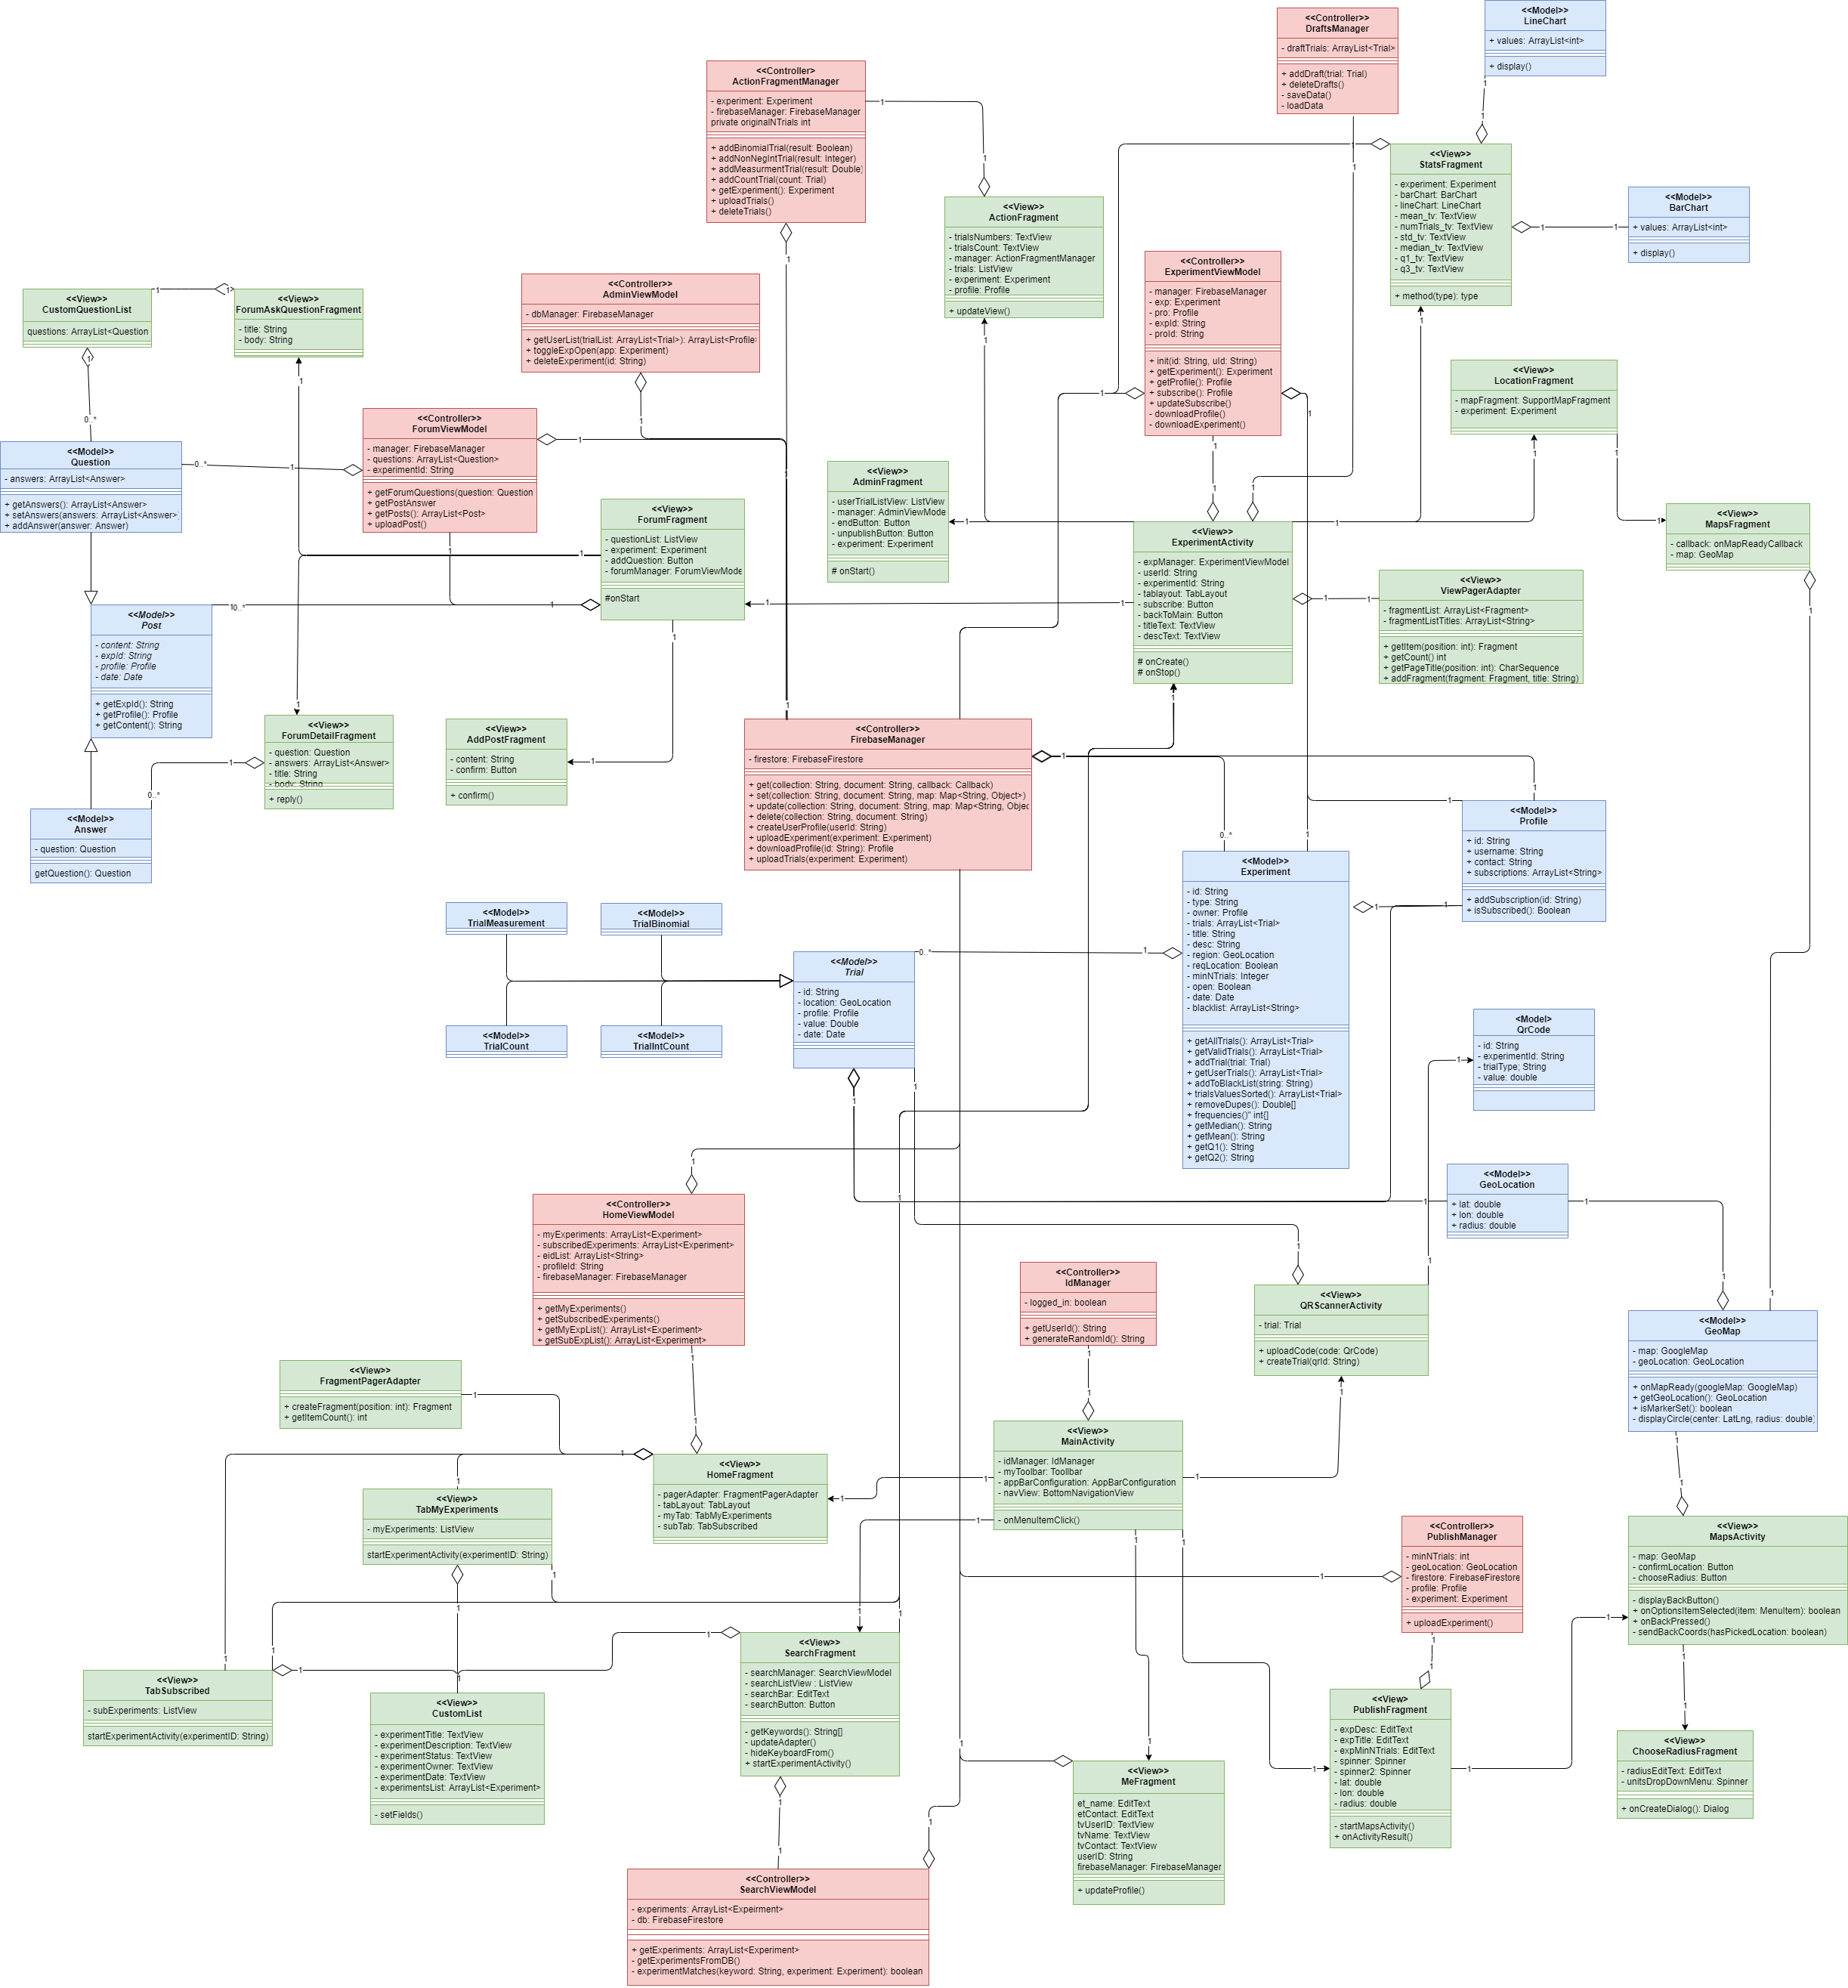 <<Controller>>
DraftsManager
- draftTrials: ArrayList<Trial>
+ addDraft(trial: Trial)
+ deleteDrafts()
- saveData()
- loadData
<<Model>>
LineChart
+ values: ArrayList<int>
+ display()
<<Controller>
ActionFragmentManager
- experiment: Experiment
- firebaseManager: FirebaseManager
private originalNTrials int
+ addBinomialTrial(result: Boolean)
+ addNonNegIntTrial(result: Integer)
+ addMeasurmentTrial(result: Double)
+ addCountTrial(count: Trial)
+ getExperiment(): Experiment
+ uploadTrials()
+ deleteTrials()
<<View>>
StatsFragment
- experiment: Experiment
- barChart: BarChart
- lineChart: LineChart
- mean_tv: TextView
- numTrials_tv: TextView
- std_tv: TextView
- median_tv: TextView
- q1_tv: TextView
- q3_tv: TextView
+ method(type): type
<<Model>>
BarChart
+ values: ArrayList<int>
+ display()
<<View>>
ActionFragment
- trialsNumbers: TextView
- trialsCount: TextView
- manager: ActionFragmentManager
- trials: ListView
- experiment: Experiment
- profile: Profile
+ updateView()
<<Controller>>
ExperimentViewModel
- manager: FirebaseManager
- exp: Experiment
- pro: Profile
- expId: String
- proId: String
+ init(id: String, uId: String)
+ getExperiment(): Experiment
+ getProfile(): Profile
+ subscribe(): Profile
+ updateSubscribe()
- downloadProfile()
- downloadExperiment()
<<View>>
CustomQuestionList
questions: ArrayList<Question
<<View>>
ForumAskQuestionFragment
- title: String
- body: String
<<Controller>>
AdminViewModel
- dbManager: FirebaseManager
+ getUserList(trialList: ArrayList<Trial>): ArrayList<Profile>
+ toggleExpOpen(app: Experiment)
+ deleteExperiment(id: String)
<<View>>
LocationFragment
- mapFragment: SupportMapFragment
- experiment: Experiment
<<Controller>>
ForumViewModel
- manager: FirebaseManager
- questions: ArrayList<Question>
- experimentId: String
+ getForumQuestions(question: Question
+ getPostAnswer
+ getPosts(): ArrayList<Post>
+ uploadPost()
<<Model>>
Question
- answers: ArrayList<Answer>
+ getAnswers(): ArrayList<Answer>
+ setAnswers(answers: ArrayList<Answer>)
+ addAnswer(answer: Answer)
<<View>>
AdminFragment
- userTrialListView: ListView
- manager: AdminViewMode
- endButton: Button
- unpublishButton: Button
- experiment: Experiment
# onStart()
<<View>>
ForumFragment
- questionList: ListView
- experiment: Experiment
- addQuestion: Button
- forumManager: ForumViewMode
#onStart
<<View>>
ExperimentActivity
- expManager: ExperimentViewModel
- userId: String
- experimentId: String
- tablayout: TabLayout
- subscribe: Button
- backToMain: Button
- titleText: TextView
- descText: TextView
# onCreate()
# onStop()
<<View>>
MapsFragment
- callback: onMapReadyCallback
- map: GeoMap
<<View>>
ViewPagerAdapter
- fragmentList: ArrayList<Fragment>
- fragmentListTitles: ArrayList<String>
+ getItem(position: int): Fragment
+ getCount() int
+ getPageTitle(position: int): CharSequence
+ addFragment(fragment: Fragment, title: String)
<<Model>>
Post
- content: String
- expId: String
- profile: Profile
- date: Date
+ getExpId(): String
+ getProfile(): Profile
+ getContent(): String
<<View>>
ForumDetailFragment
- question: Question
- answers: ArrayList<Answer>
- title: String
- body: String
+ reply()
<<View>>
AddPostFragment
- content: String
- confirm: Button
+ confirm()
<<Controller>>
FirebaseManager
- firestore: FirebaseFirestore
+ get(collection: String, document: String, callback: Callback)
+ set(collection: String, document: String, map: Map<String, Object>)
+ update(collection: String, document: String, map: Map<String, Objec
+ delete(collection: String, document: String)
+ createUserProfile(userId: String)
+ uploadExperiment(experiment: Experiment)
+ downloadProfile(id: String): Profile
+ uploadTrials(experiment: Experiment)
<<Model>>
Answer
- question: Question
getQuestion(): Question
<<Model>>
Profile
+ id: String
+ username: String
+ contact: String
+ subscriptions: ArrayList<String>
+ addSubscription(id: String)
+ isSubscribed(): Boolean
<<Model>>
Experiment
- id: String
- type: String
- owner: Profile
- trials: ArrayList<Trial>
- title: String
- desc: String
- region: GeoLocation
- reqLocation: Boolean
- minNTrials: Integer
- open: Boolean
- date: Date
- blacklist: ArrayList<String>
+ getAllTrials(): ArrayList<Trial>
+ getValidTrials(): ArrayList<Trial>
+ addTrial(trial: Trial)
+ getUserTrials(): ArrayList<Trial>
+ addToBlackList(string: String)
+ trialsValuesSorted(): ArrayList<Trial>
+ removeDupes(): Double[]
+ frequencies()" int[]
+ getMedian(): String
+ getMean(): String
+ getQ1(): String
+ getQ2(): String
<<Model>>
TrialMeasurement
<<Model>>
TrialBinomial
<<Model>>
Trial
- id: String
- location: GeoLocation
- profile: Profile
- value: Double
- date: Date
<<Model>>
TrialCount
<<Model>>
TrialIntCount
<Model>
QrCode
- id: String
- experimentId: String
- trialType; String
- value: double
<<Model>>
GeoLocation
+ lat: double
+ lon: double
+ radius: double
<<Controller>>
HomeViewModel
- myExperiments: ArrayList<Experiment>
- subscribedExperiments: ArrayList<Experiment>
- eidList: ArrayList<String>
- profileId: String
- firebaseManager: FirebaseManager
+ getMyExperiments()
+ getSubscribedExperiments()
+ getMyExpList(): ArrayList<Experiment>
+ getSubExpList(): ArrayList<Experiment>
<<Controller>>
IdManager
- logged_in: boolean
+ getUserId(): String
+ generateRandomId(): String
<<View>>
QRScannerActivity
- trial: Trial
+ uploadCode(code: QrCode)
+ createTrial(qrId: String)
<<Model>>
GeoMap
- map: GoogleMap
- geoLocation: GeoLocation
+ onMapReady(googleMap: GoogleMap)
+ getGeoLocation(): GeoLocation
+ isMarkerSet(): boolean
- displayCircle(center: LatLng, radius: double)
<<View>>
FragmentPagerAdapter
+ createFragment(position: int): Fragment
+ getItemCount(): int
<<View>>
HomeFragment
- pagerAdapter: FragmentPagerAdapter
- tabLayout: TabLayout
- myTab: TabMyExperiments
- subTab: TabSubscribed
<<View>>
MainActivity
- idManager: IdManager
- myToolbar: Toollbar
- appBarConfiguration: AppBarConfiguration
- navView: BottomNavigationView
- onMenuItemClick()
<<View>>
TabMyExperiments
- myExperiments: ListView
startExperimentActivity(experimentID: String)
<<Controller>>
PublishManager
- minNTrials: int
- geoLocation: GeoLocation
- firestore: FirebaseFirestore
- profile: Profile
- experiment: Experiment
+ uploadExperiment()
<<View>>
MapsActivity
- map: GeoMap
- confirmLocation: Button
- chooseRadius: Button
- displayBackButton()
+ onOptionsItemSelected(item: MenuItem): boolean
+ onBackPressed()
- sendBackCoords(hasPickedLocation: boolean)
<<View>>
SearchFragment
- searchManager: SearchViewModel
- searchListView : ListView
- searchBar: EditText
- searchButton: Button
- getKeywords(): String[]
- updateAdapter()
- hideKeyboardFrom()
+ startExperimentActivity()
<<View>>
TabSubscribed
- subExperiments: ListView
startExperimentActivity(experimentID: String)
<<View>>
CustomList
- experimentTitle: TextView
- experimentDescription: TextView
- experimentStatus: TextView
- experimentOwner: TextView
- experimentDate: TextView
- experimentsList: ArrayList<Experiment>
- setFields()
<<View>
PublishFragment
- expDesc: EditText
- expTitle: EditText
- expMinNTrials: EditText
- spinner: Spinner
- spinner2: Spinner
- lat: double
- lon: double
- radius: double
- startMapsActivity()
+ onActivityResult()
<<View>>
ChooseRadiusFragment
- radiusEditText: EditText
- unitsDropDownMenu: Spinner
+ onCreateDialog(): Dialog
<<View>>
MeFragment
et_name: EditText
etContact: EditText
tvUserID: TextView
tvName: TextView
tvContact: TextView
userID: String
firebaseManager: FirebaseManager
+ updateProfile()
<<Controller>>
SearchViewModel
- experiments: ArrayList<Expeirment>
- db: FirebaseFirestore
+ getExperiments: ArrayList<Experiment>
- getExperimentsFromDB()
- experimentMatches(keyword: String, experiment: Experiment): boolean